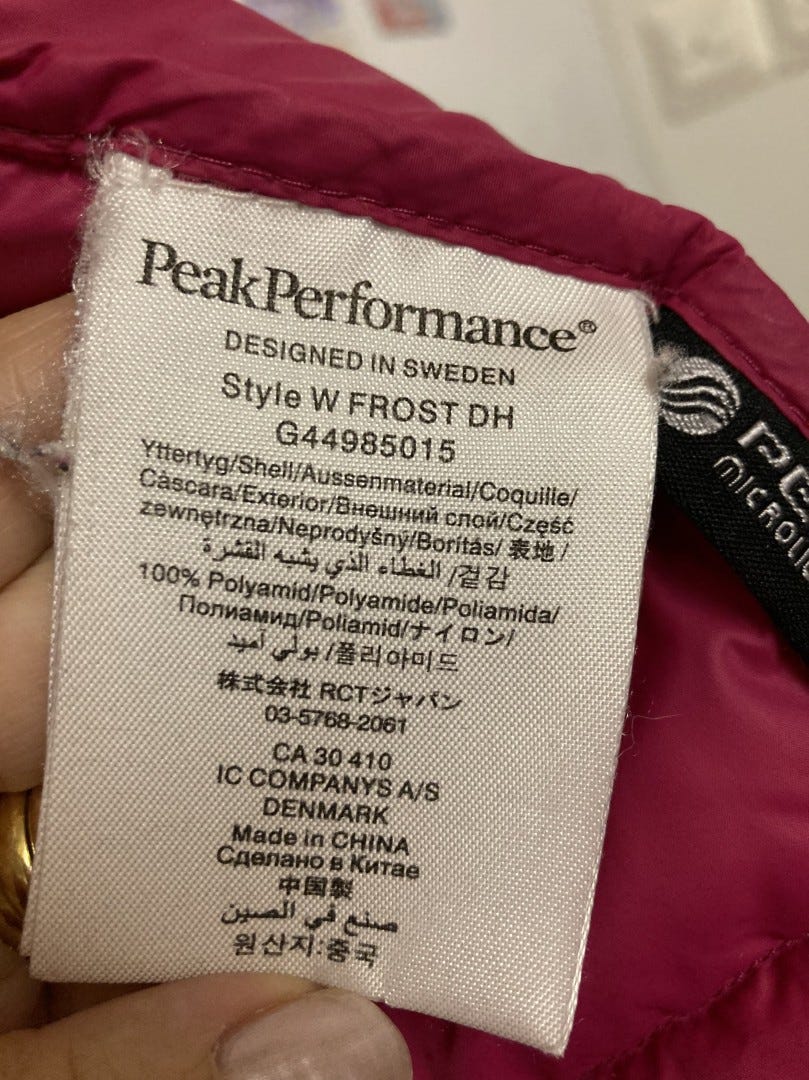 PeakPerformance®
DESIGNED IN SWEDEN
Style W FROST DH
G44985015
Yttertyg/Shell/Aussenmaterial/Coquille/
Càscara/Exterior/Внешний слой/Część
zewnętrzna/Neprodyšný/Borítás/ 表地 /
الغطاء الذي يشبه القشرة /겉감
100% Polyamid/Polyamide/Poliamida/
Полиамид/Poliamid/ナイロン/
بولي أميد /폴리아미드
株式会社 RCTジャパン
03-5768-2061
CA 30 410
IC COMPANYS A/S
DENMARK
Made in CHINA
Сделано в Китае
中国製
صنع في الصين
원산지: 중국